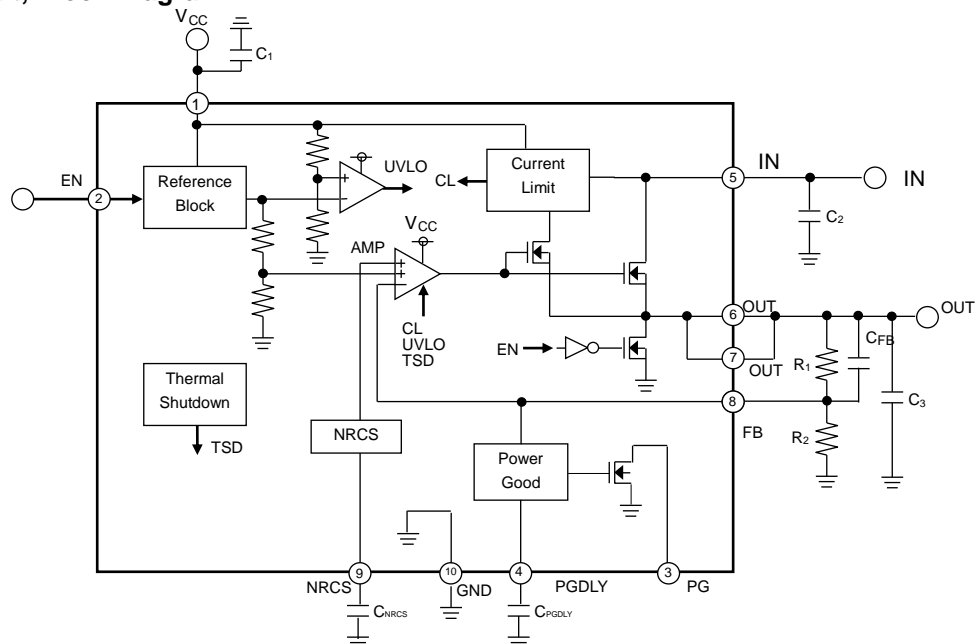 VCC
C1
1
EN
2
Reference
Block
UVLO
CL
Current
Limit
5
IN
IN
C2
VCC
AMP
CL
UVLO
TSD
EN
6
OUT
OUT
7
OUT
R1
CFB
C3
8
FB
R2
Thermal
Shutdown
TSD
NRCS
Power
Good
NRCS
9
10
GND
4
PGDLY
3
PG
CNRCS
CPGDLY